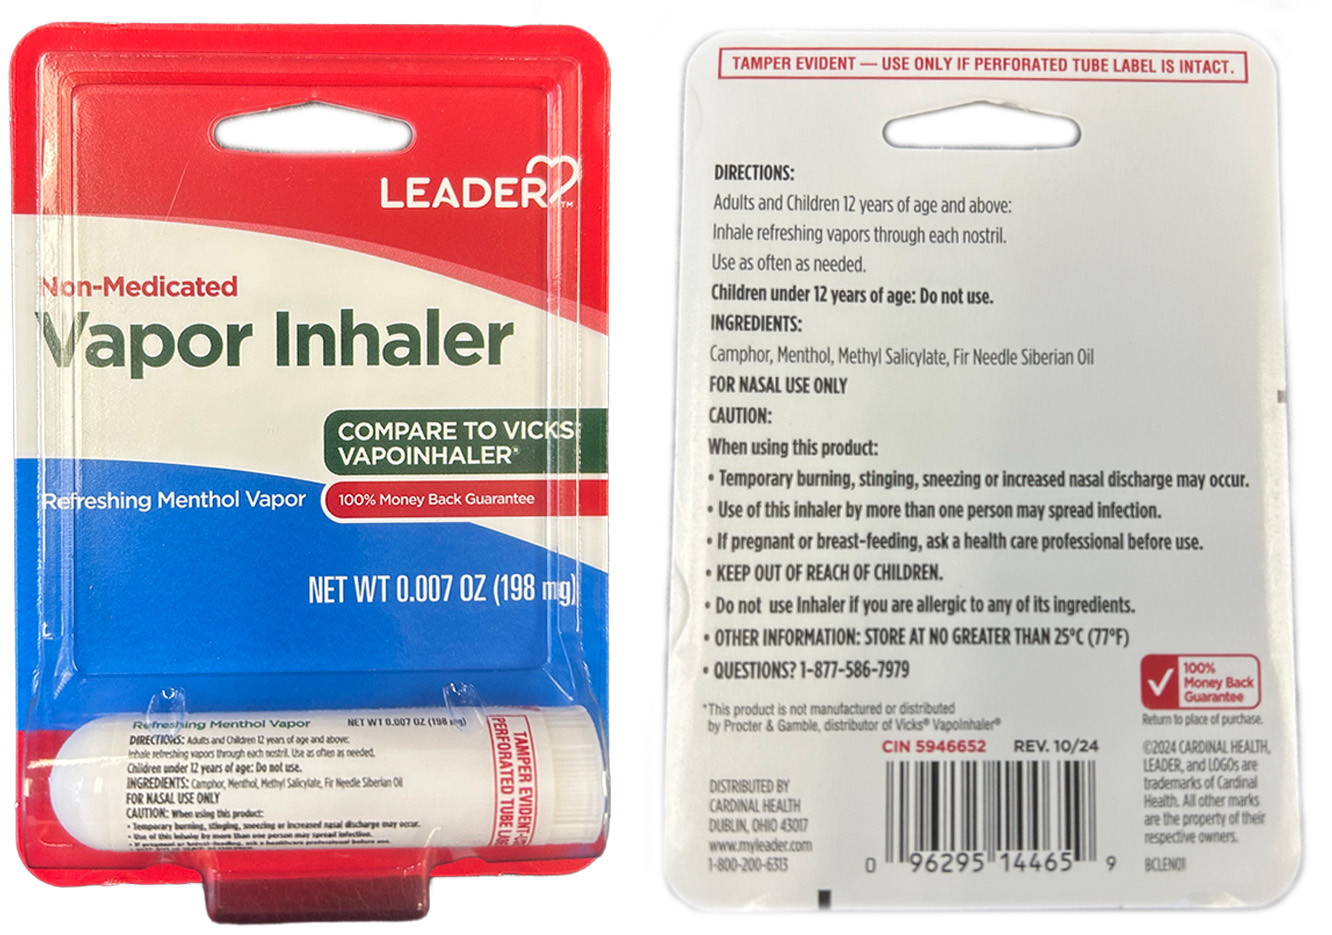 LEADER™
Non-Medicated
Vapor Inhaler
COMPARE TO VICKS
VAPOINHALER*
Refreshing Menthol Vapor
100% Money Back Guarantee
NET WT 0.007 OZ (198 mg)
Refreshing Menthol Vapor NET WT 0.007 OZ (198 mg)
DIRECTIONS: Adults and Children 12 years of age and above:
Inhale refreshing vapors through each nostril. Use as often as needed.
Children under 12 years of age: Do not use.
INGREDIENTS: Camphor, Menthol, Methyl Salicylate, Fir Needle Siberian Oil
FOR NASAL USE ONLY
CAUTION: When using this product:
• Temporary burning, stinging, sneezing or increased nasal discharge may occur.
• Use of this inhaler by more than one person may spread infection.
• If pregnant or breast-feeding, ask a health care professional before use.
TAMPER EVIDENT
PERFORATED TUBE
TAMPER EVIDENT — USE ONLY IF PERFORATED TUBE LABEL IS INTACT.
DIRECTIONS:
Adults and Children 12 years of age and above:
Inhale refreshing vapors through each nostril.
Use as often as needed.
Children under 12 years of age: Do not use.
INGREDIENTS:
Camphor, Menthol, Methyl Salicylate, Fir Needle Siberian Oil
FOR NASAL USE ONLY
CAUTION:
When using this product:
• Temporary burning, stinging, sneezing or increased nasal discharge may occur.
• Use of this inhaler by more than one person may spread infection.
• If pregnant or breast-feeding, ask a health care professional before use.
• KEEP OUT OF REACH OF CHILDREN.
• Do not use Inhaler if you are allergic to any of its ingredients.
• OTHER INFORMATION: STORE AT NO GREATER THAN 25°C (77°F)
• QUESTIONS? 1-877-586-7979
100%
Money Back
Guarantee
Return to place of purchase.
*This product is not manufactured or distributed
by Procter & Gamble, distributor of Vicks® VapoInhaler®
CIN 5946652 REV. 10/24
DISTRIBUTED BY
CARDINAL HEALTH
DUBLIN, OHIO 43017
www.myleader.com
1-800-200-6313
0 96295 14465 9
©2024 CARDINAL HEALTH,
LEADER, and LOGOs are
trademarks of Cardinal
Health. All other marks
are the property of their
respective owners.
BCLEN01